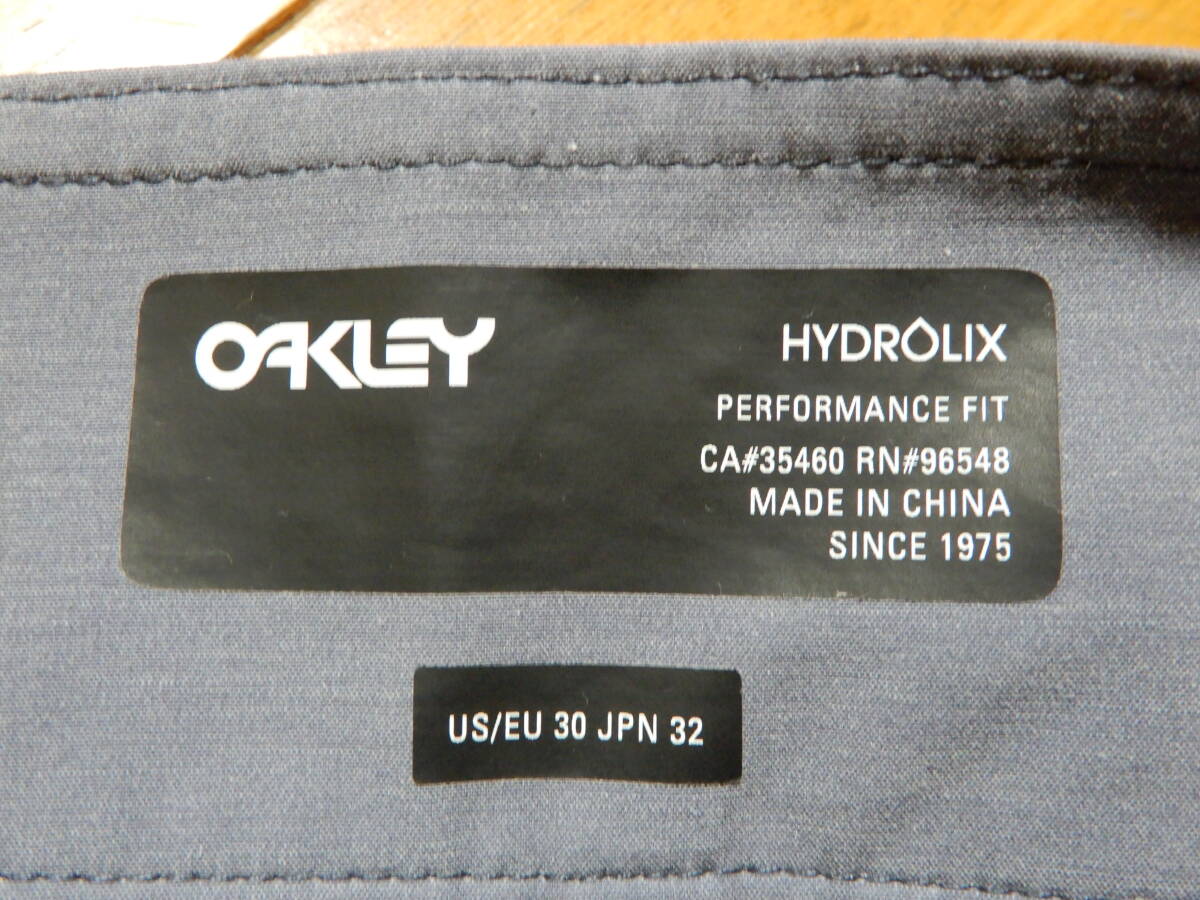 OAKLEY
HYDROLIX
PERFORMANCE FIT
CA#35460 RN#96548
MADE IN CHINA
SINCE 1975
US/EU 30 JPN 32